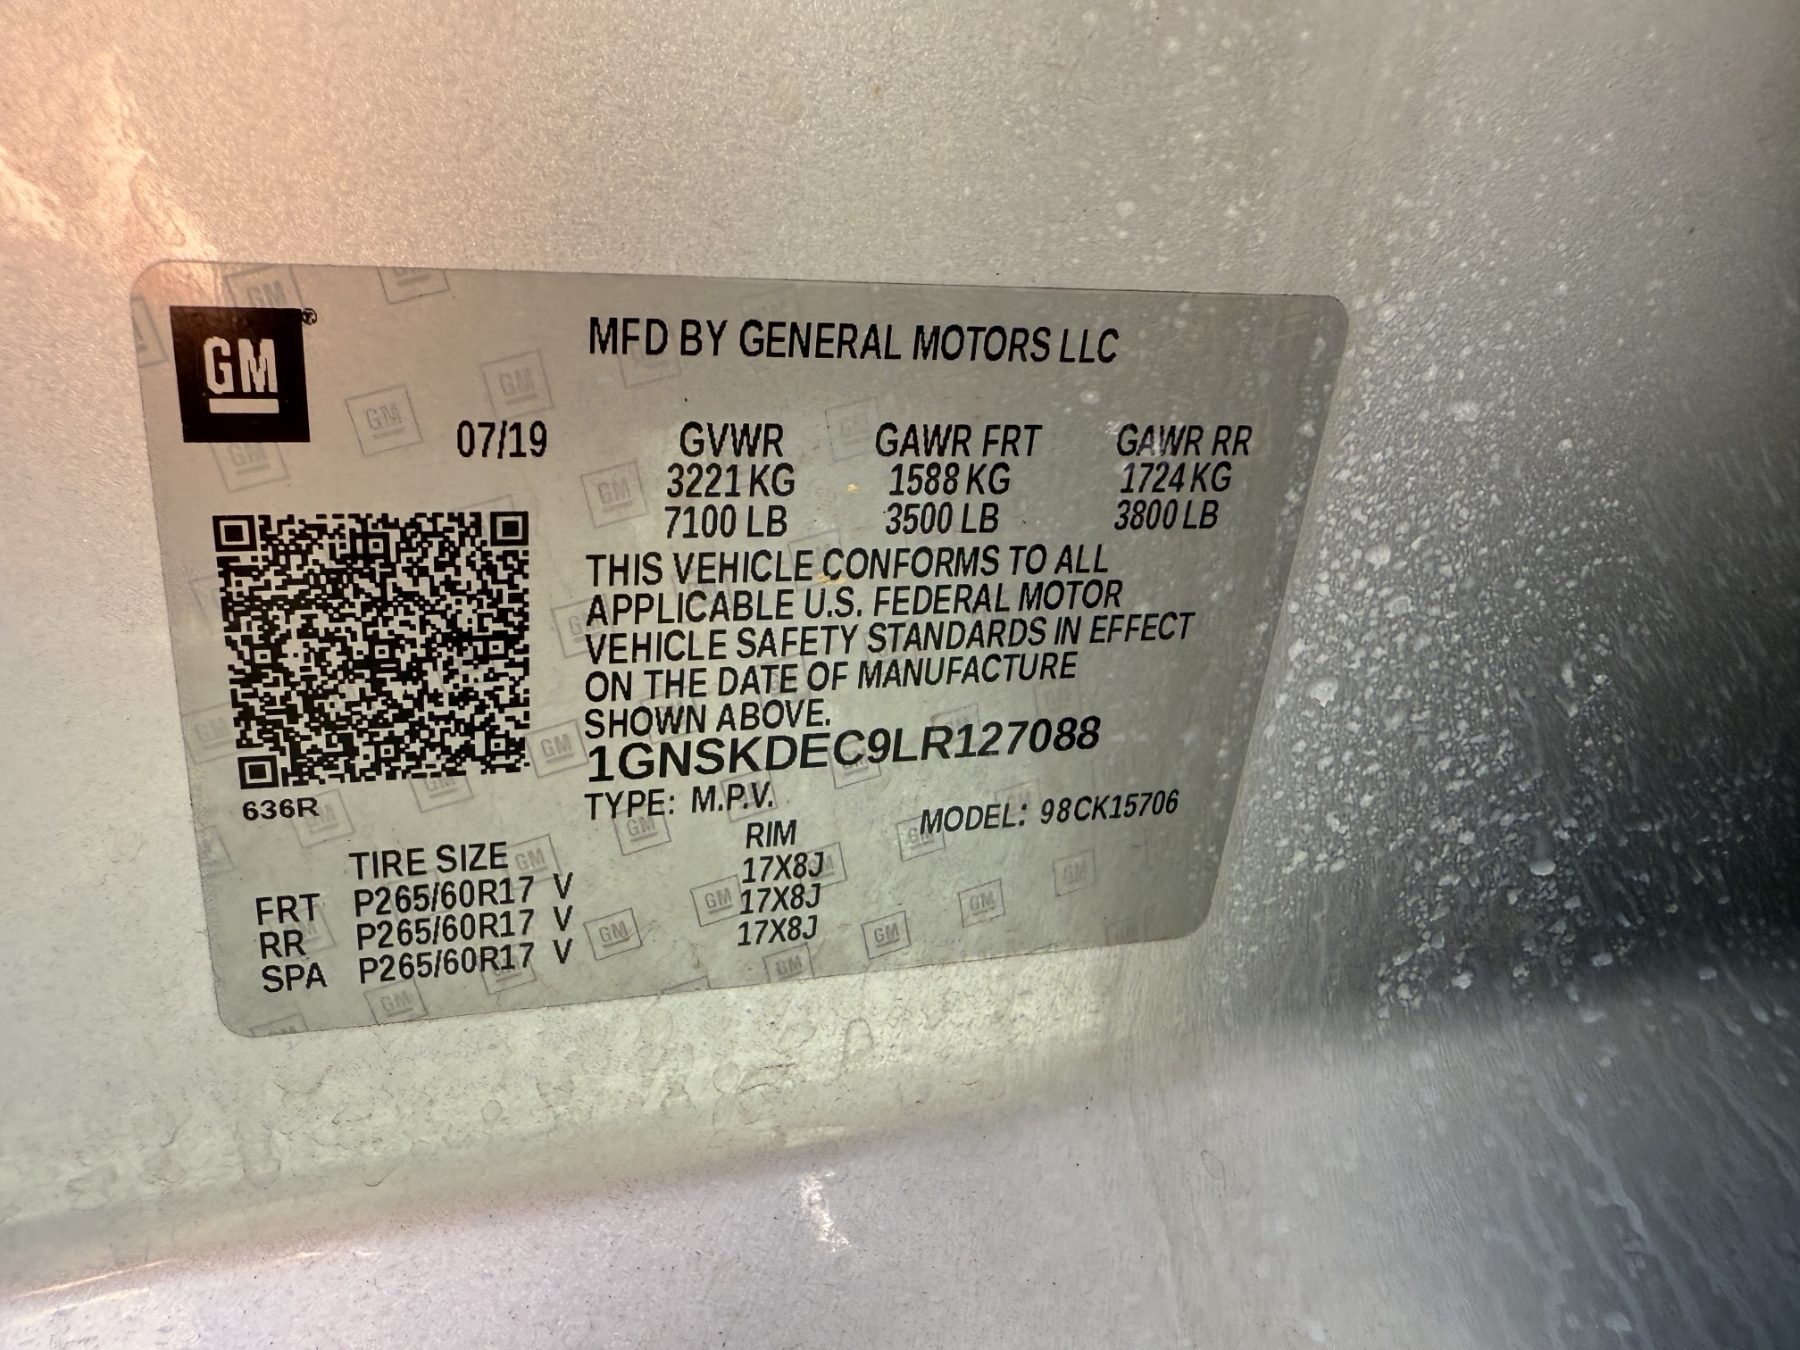 GM®
MFD BY GENERAL MOTORS LLC
07/19 GVWR GAWR FRT GAWR RR
3221 KG 1588 KG 1724 KG
7100 LB 3500 LB 3800 LB
THIS VEHICLE CONFORMS TO ALL
APPLICABLE U.S. FEDERAL MOTOR
VEHICLE SAFETY STANDARDS IN EFFECT
ON THE DATE OF MANUFACTURE
SHOWN ABOVE.
1GNSKDEC9LR127088
636R
TYPE: M.P.V. MODEL: 98CK15706
TIRE SIZE RIM
FRT P265/60R17 V 17X8J
RR P265/60R17 V 17X8J
SPA P265/60R17 V 17X8J